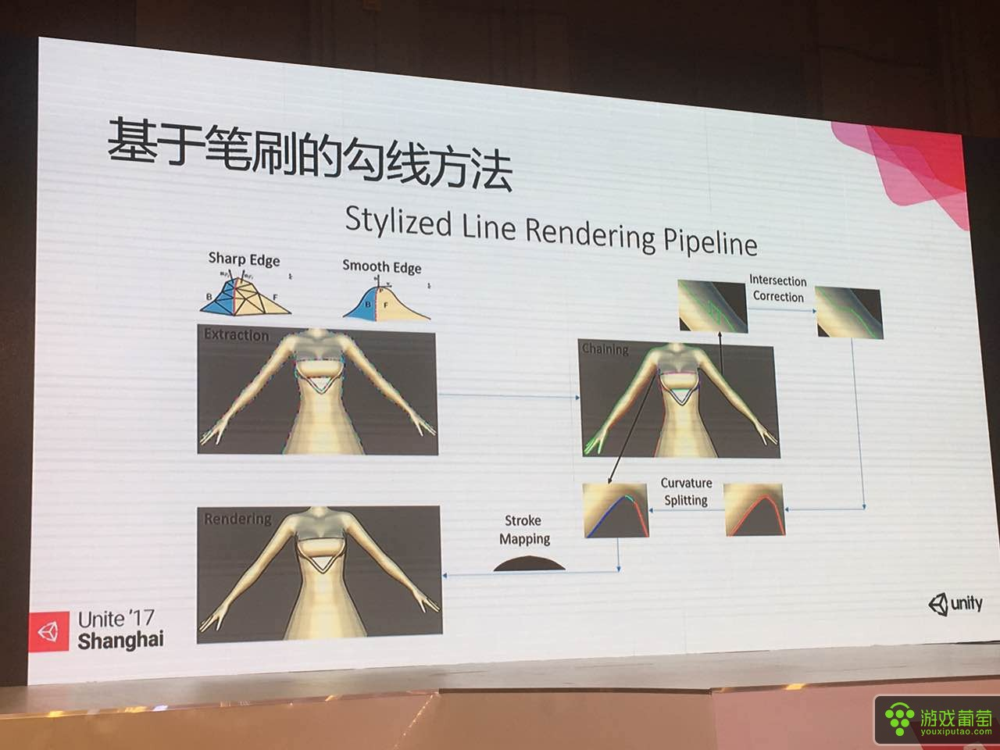 基于笔刷的勾线方法
Stylized Line Rendering Pipeline
Sharp Edge
Smooth Edge
B
F
B
F
Intersection
Correction
Extraction
Chaining
Curvature
Splitting
Stroke
Mapping
Rendering
Unite '17
Shanghai
unity
游戏葡萄
youxiputao.com